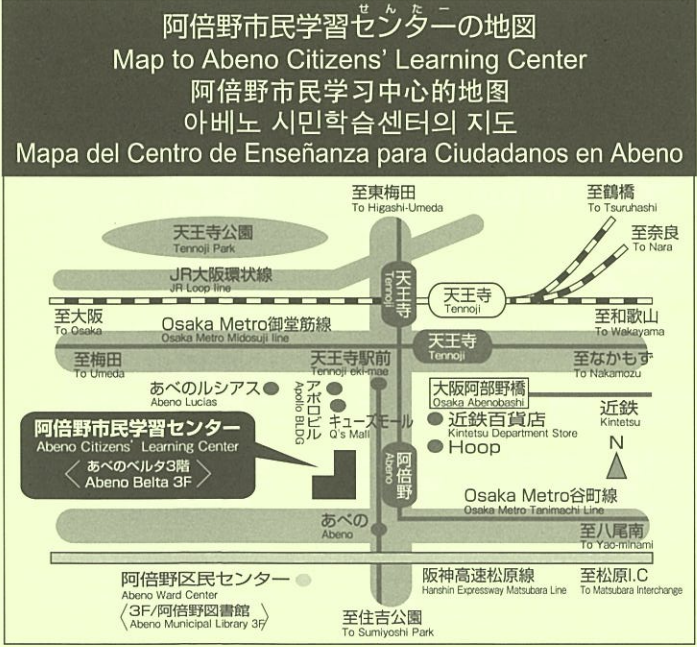 せんたー
阿倍野市民学習センターの地図
Map to Abeno Citizens' Learning Center
阿倍野市民学习中心的地图
아베노 시민학습센터의 지도
Mapa del Centro de Enseñanza para Ciudadanos en Abeno
至東梅田
To Higashi-Umeda
至鶴橋
To Tsuruhashi
至奈良
To Nara
天王寺公園
Tennoji Park
JR大阪環状線
JR Loop line
天王寺
Tennoji
天王寺
Tennoji
至大阪
To Osaka
至和歌山
To Wakayama
Osaka Metro御堂筋線
Osaka Metro Midosuji line
天王寺
Tennoji
至梅田
To Umeda
天王寺駅前
Tennoji eki-mae
至なかもず
To Nakamozu
あべのルシアス
Abeno Lucias
アポロビル
Apollo BLDG
キューズモール
Q's Mall
大阪阿部野橋
Osaka Abenobashi
近鉄百貨店
Kintetsu Department Store
Hoop
近鉄
Kintetsu
N
阿倍野市民学習センター
Abeno Citizens' Learning Center
〈あべのベルタ3階
Abeno Belta 3F〉
阿倍野
Abeno
Osaka Metro谷町線
Osaka Metro Tanimachi Line
あべの
Abeno
至八尾南
To Yao-minami
阿倍野区民センター
Abeno Ward Center
〈3F/阿倍野図書館
Abeno Municipal Library 3F〉
阪神高速松原線
Hanshin Expressway Matsubara Line
至松原I.C
To Matsubara Interchange
至住吉公園
To Sumiyoshi Park